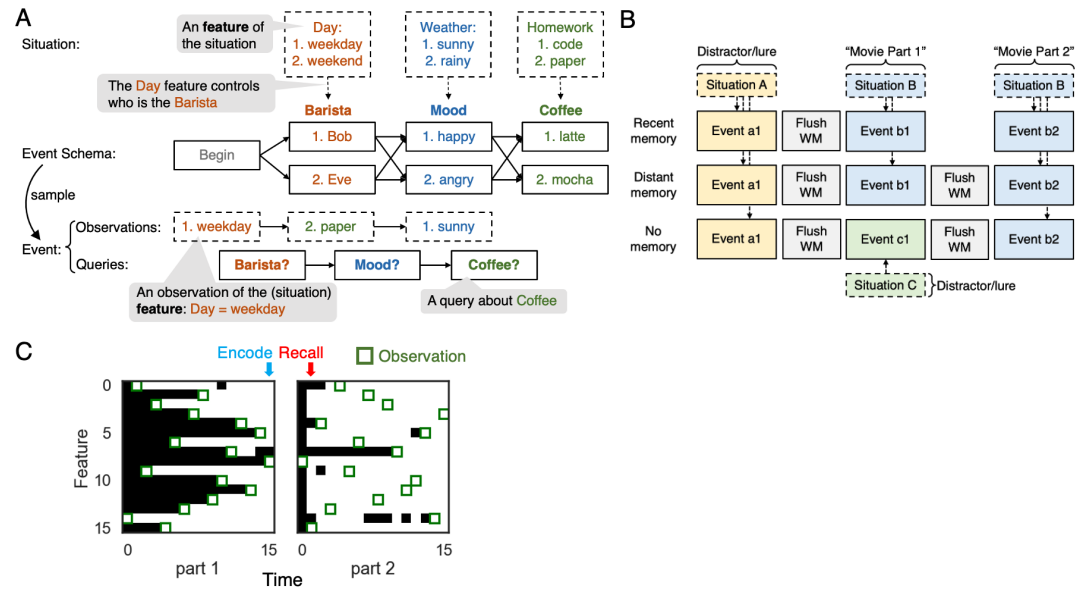 A
Situation:
An feature of
the situation
Day:
1. weekday
2. weekend
Weather:
1. sunny
2. rainy
Homework
1. code
2. paper
The Day feature controls
who is the Barista
Barista
Mood
Coffee
Event Schema:
Begin
1. Bob
1. happy
1. latte
2. Eve
2. angry
2. mocha
sample
Event:
Observations:
1. weekday
2. paper
1. sunny
Queries:
Barista?
Mood?
Coffee?
An observation of the (situation)
feature: Day = weekday
A query about Coffee
B
Distractor/lure
“Movie Part 1”
“Movie Part 2”
Situation A
Situation B
Situation B
Recent
memory
Event a1
Flush
WM
Event b1
Event b2
Distant
memory
Event a1
Flush
WM
Event b1
Flush
WM
Event b2
No
memory
Event a1
Flush
WM
Event c1
Flush
WM
Event b2
Situation C
Distractor/lure
C
Encode
Recall
Observation
Feature
0
5
10
15
0
15
0
15
part 1
Time
part 2